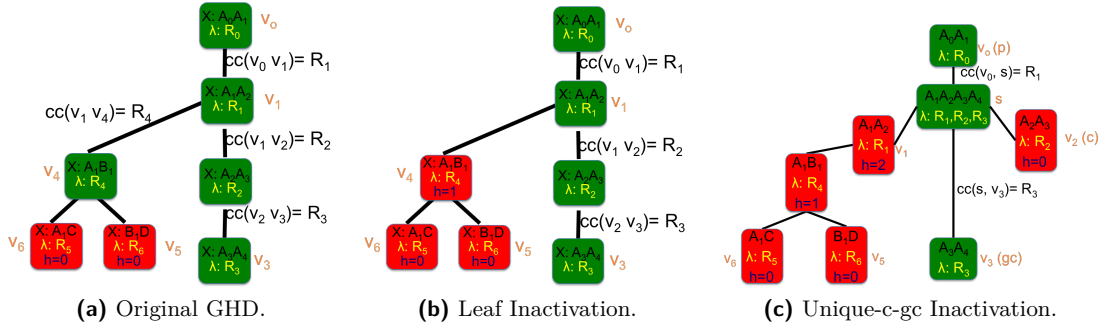 X: A₀A₁
λ: R₀
v₀
cc(v₀ v₁)= R₁
X: A₁A₂
λ: R₁
v₁
cc(v₁ v₄)= R₄
cc(v₁ v₂)= R₂
v₄
X: A₁B₁
λ: R₄
X: A₂A₃
λ: R₂
cc(v₂ v₃)= R₃
v₆
X: A₁C
λ: R₅
h=0
X: B₁D
λ: R₆
h=0
v₅
X: A₃A₄
λ: R₃
v₃
(a) Original GHD.
X: A₀A₁
λ: R₀
v₀
cc(v₀ v₁)= R₁
X: A₁A₂
λ: R₁
v₁
cc(v₁ v₂)= R₂
v₄
X: A₁B₁
λ: R₄
h=1
X: A₂A₃
λ: R₂
cc(v₂ v₃)= R₃
v₆
X: A₁C
λ: R₅
h=0
X: B₁D
λ: R₆
h=0
v₅
X: A₃A₄
λ: R₃
v₃
(b) Leaf Inactivation.
A₀A₁
λ: R₀
v₀ (p)
cc(v₀, s)= R₁
A₁A₂A₃A₄
λ: R₁,R₂,R₃
s
A₁A₂
λ: R₁
h=2
v₁
A₂A₃
λ: R₂
h=0
v₂ (c)
A₁B₁
λ: R₄
h=1
cc(s, v₃)= R₃
A₁C
λ: R₅
h=0
v₆
B₁D
λ: R₆
h=0
v₅
A₃A₄
λ: R₃
v₃ (gc)
(c) Unique-c-gc Inactivation.